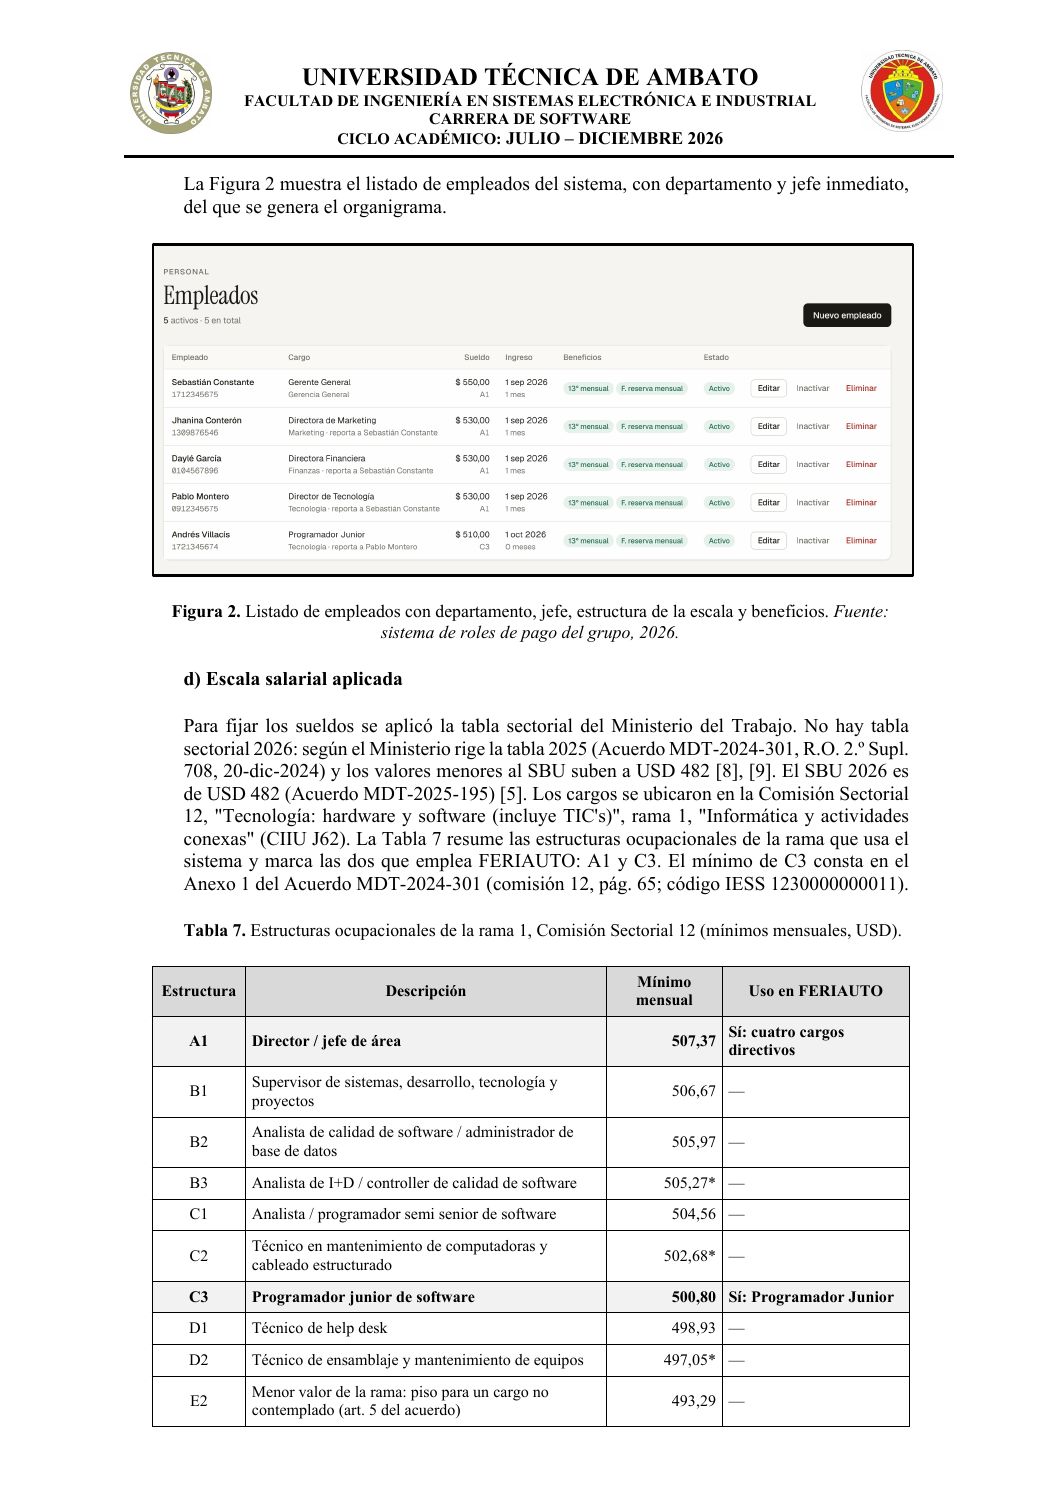 UNIVERSIDAD TÉCNICA DE AMBATO
FACULTAD DE INGENIERÍA EN SISTEMAS ELECTRÓNICA E INDUSTRIAL
CARRERA DE SOFTWARE
CICLO ACADÉMICO: JULIO – DICIEMBRE 2026
La Figura 2 muestra el listado de empleados del sistema, con departamento y jefe inmediato,
del que se genera el organigrama.
PERSONAL
Empleados
5 activos · 5 en total
Nuevo empleado
Empleado Cargo Sueldo Ingreso Beneficios Estado
Sebastián Constante Gerente General $ 550,00 1 sep 2026 13° mensual F. reserva mensual Activo Editar Inactivar Eliminar
1712345675 Gerencia General A1 1 mes
Jhanina Conterón Directora de Marketing $ 530,00 1 sep 2026 13° mensual F. reserva mensual Activo Editar Inactivar Eliminar
1309876546 Marketing · reporta a Sebastián Constante A1 1 mes
Daylé García Directora Financiera $ 530,00 1 sep 2026 13° mensual F. reserva mensual Activo Editar Inactivar Eliminar
0104567896 Finanzas · reporta a Sebastián Constante A1 1 mes
Pablo Montero Director de Tecnología $ 530,00 1 sep 2026 13° mensual F. reserva mensual Activo Editar Inactivar Eliminar
0912345675 Tecnología · reporta a Sebastián Constante A1 1 mes
Andrés Villacís Programador Junior $ 510,00 1 oct 2026 13° mensual F. reserva mensual Activo Editar Inactivar Eliminar
1721345674 Tecnología · reporta a Pablo Montero C3 0 meses
Figura 2. Listado de empleados con departamento, jefe, estructura de la escala y beneficios. Fuente:
sistema de roles de pago del grupo, 2026.
d) Escala salarial aplicada
Para fijar los sueldos se aplicó la tabla sectorial del Ministerio del Trabajo. No hay tabla
sectorial 2026: según el Ministerio rige la tabla 2025 (Acuerdo MDT-2024-301, R.O. 2.º Supl.
708, 20-dic-2024) y los valores menores al SBU suben a USD 482 [8], [9]. El SBU 2026 es
de USD 482 (Acuerdo MDT-2025-195) [5]. Los cargos se ubicaron en la Comisión Sectorial
12, "Tecnología: hardware y software (incluye TIC's)", rama 1, "Informática y actividades
conexas" (CIIU J62). La Tabla 7 resume las estructuras ocupacionales de la rama que usa el
sistema y marca las dos que emplea FERIAUTO: A1 y C3. El mínimo de C3 consta en el
Anexo 1 del Acuerdo MDT-2024-301 (comisión 12, pág. 65; código IESS 1230000000011).
Tabla 7. Estructuras ocupacionales de la rama 1, Comisión Sectorial 12 (mínimos mensuales, USD).
Estructura Descripción Mínimo mensual Uso en FERIAUTO
A1 Director / jefe de área 507,37 Sí: cuatro cargos directivos
B1 Supervisor de sistemas, desarrollo, tecnología y proyectos 506,67 —
B2 Analista de calidad de software / administrador de base de datos 505,97 —
B3 Analista de I+D / controller de calidad de software 505,27* —
C1 Analista / programador semi senior de software 504,56 —
C2 Técnico en mantenimiento de computadoras y cableado estructurado 502,68* —
C3 Programador junior de software 500,80 Sí: Programador Junior
D1 Técnico de help desk 498,93 —
D2 Técnico de ensamblaje y mantenimiento de equipos 497,05* —
E2 Menor valor de la rama: piso para un cargo no contemplado (art. 5 del acuerdo) 493,29 —